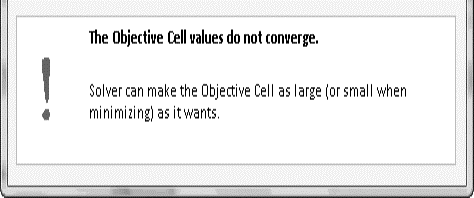 The Objective Cell values do not converge.
Solver can make the Objective Cell as large (or small when
minimizing) as it wants.